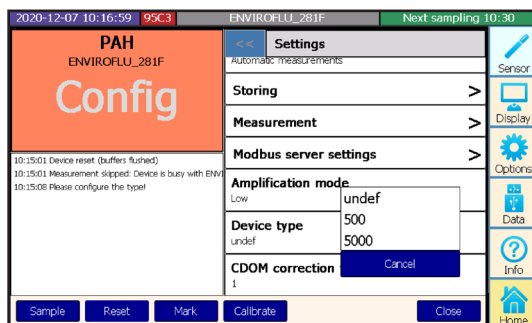 2020-12-07 10:16:59 95C3 ENVIROFLU_281F Next sampling 10:30
PAH
ENVIROFLU_281F
Config
10:15:01 Device reset (buffers flushed)
10:15:01 Measurement skipped: Device is busy with ENVI
10:15:08 Please configure the type!
<< Settings
Automatic measurements
Storing >
Measurement >
Modbus server settings >
Amplification mode
Low
Device type
undef
CDOM correction
1
undef
500
5000
Cancel
Sensor
Display
Options
Data
Info
Home
Sample Reset Mark Calibrate Close